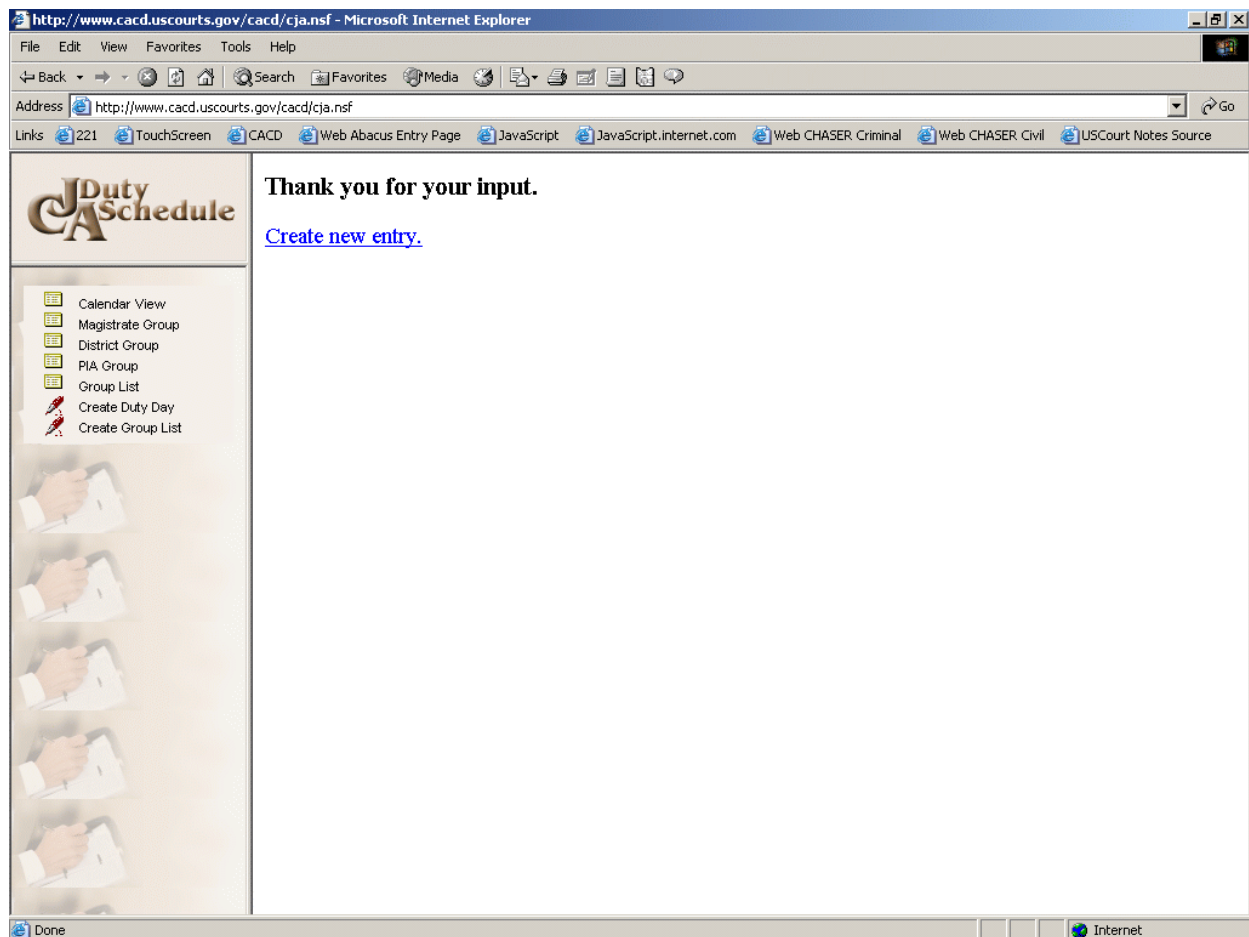 http://www.cacd.uscourts.gov/cacd/cja.nsf - Microsoft Internet Explorer
File Edit View Favorites Tools Help
Back Search Favorites Media
Address http://www.cacd.uscourts.gov/cacd/cja.nsf Go
Links 221 TouchScreen CACD Web Abacus Entry Page JavaScript JavaScript.internet.com Web CHASER Criminal Web CHASER Civil USCourt Notes Source
CJA Duty Schedule
Thank you for your input.
Create new entry.
Calendar View
Magistrate Group
District Group
PIA Group
Group List
Create Duty Day
Create Group List
Done Internet